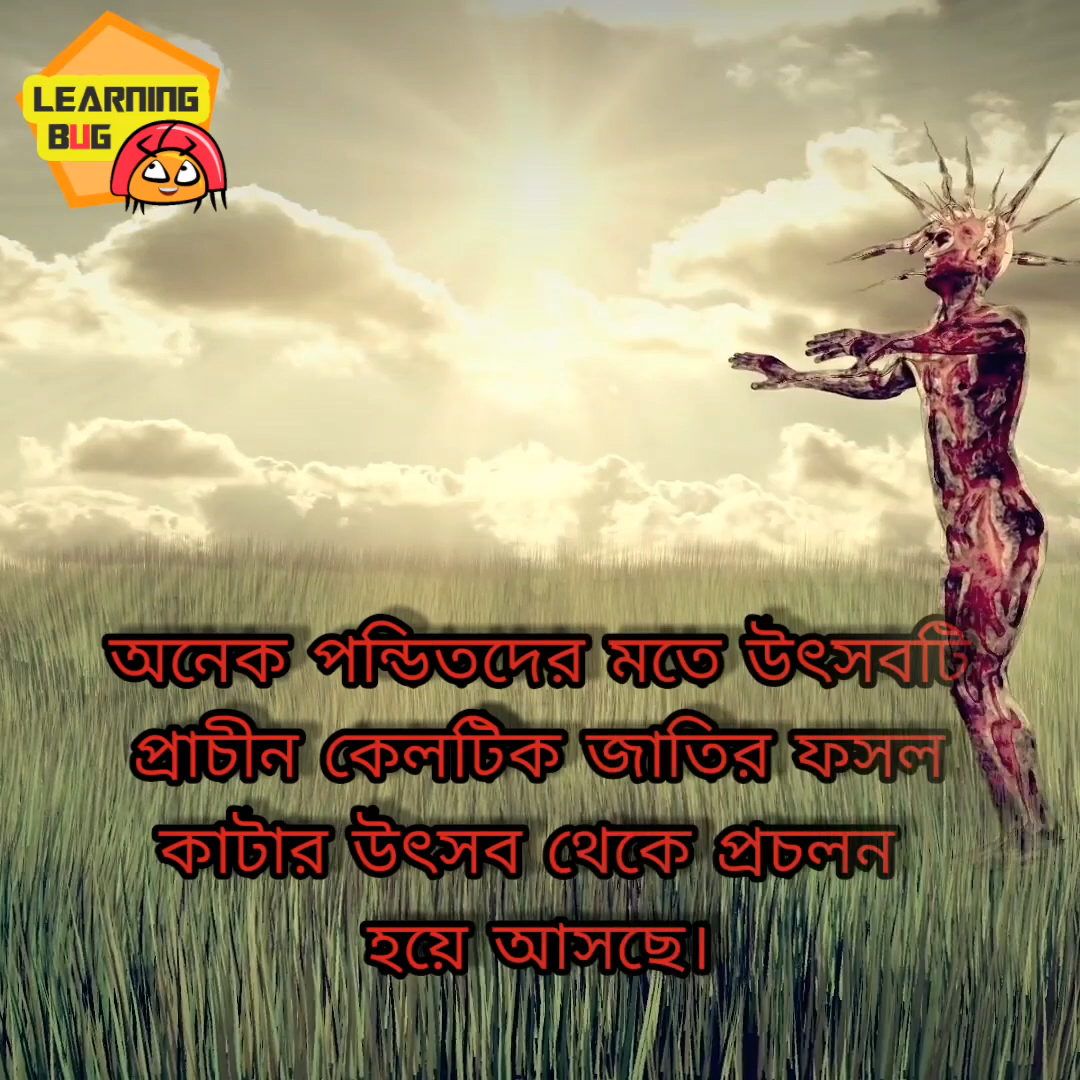 LEARNING
BUG
অনেক পন্ডিতদের মতে উৎসবটি
প্রাচীন কেলটিক জাতির ফসল
কাটার উৎসব থেকে প্রচলন
হয়ে আসছে।